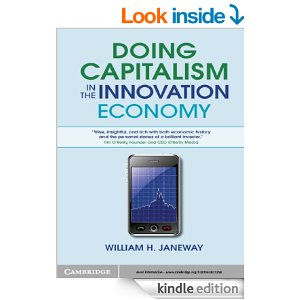 LOOK INSIDE!
DOING
CAPITALISM
IN THE INNOVATION
ECONOMY
"Wise, insightful, and rich with both economic history
and the personal stories of a brilliant investor."
Tim O'Reilly, Founder and CEO O'Reilly Media
WILLIAM H. JANEWAY
CAMBRIDGE
kindle edition